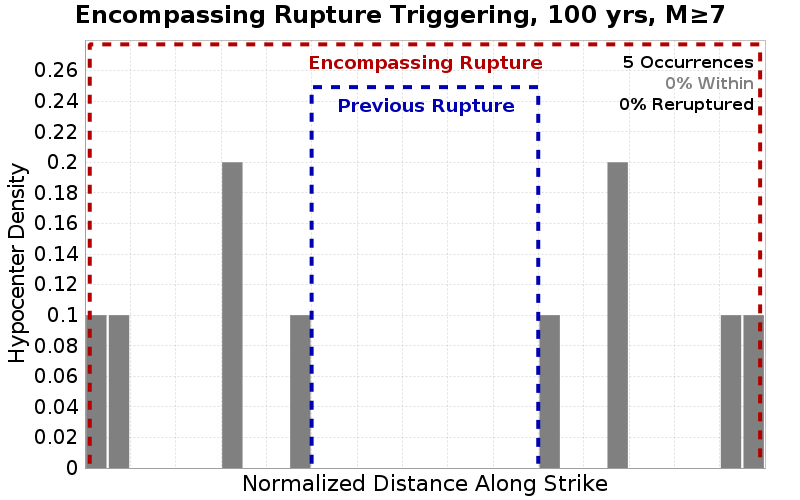 Encompassing Rupture Triggering, 100 yrs, M≥7
Encompassing Rupture
Previous Rupture
5 Occurrences
0% Within
0% Reruptured
Hypocenter Density
0.26
0.24
0.22
0.2
0.18
0.16
0.14
0.12
0.1
0.08
0.06
0.04
0.02
0
Normalized Distance Along Strike